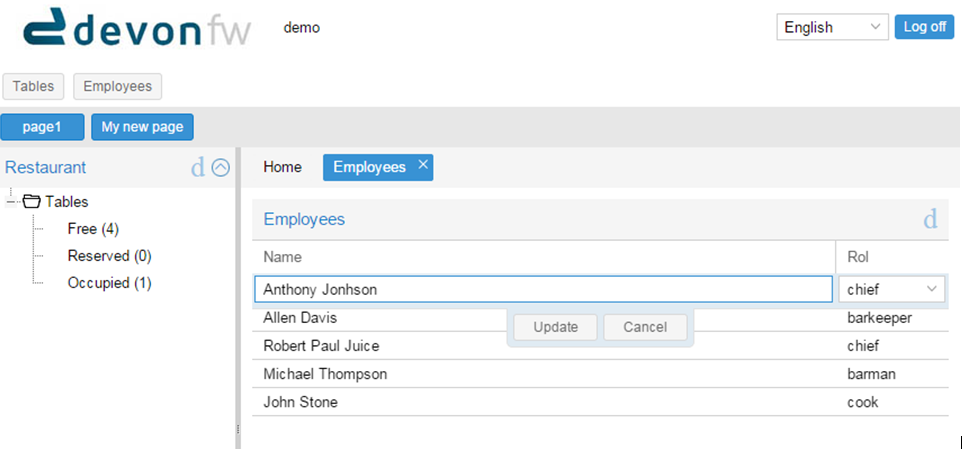 devonfw demo English Log off
Tables Employees
page1 My new page
Restaurant d
Tables
Free (4)
Reserved (0)
Occupied (1)
Home Employees
Employees d
Name Rol
Anthony Jonhson chief
Allen Davis barkeeper
Update Cancel
Robert Paul Juice chief
Michael Thompson barman
John Stone cook